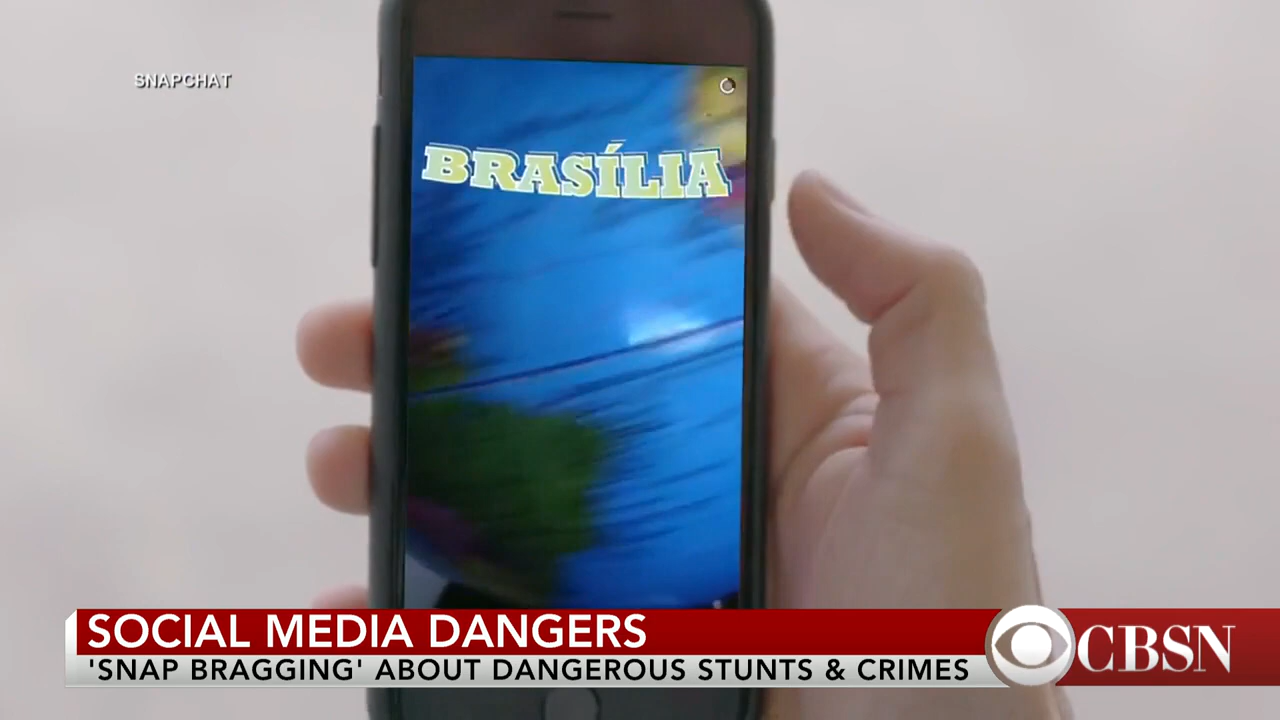 SNAPCHAT
BRASÍLIA
SOCIAL MEDIA DANGERS
'SNAP BRAGGING' ABOUT DANGEROUS STUNTS & CRIMES
CBSN